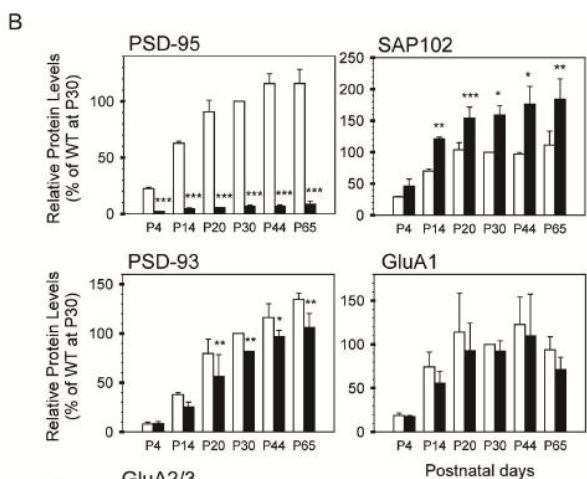 B
PSD-95
Relative Protein Levels
(% of WT at P30)
100
50
0
***
***
***
***
***
***
P4 P14 P20 P30 P44 P65
SAP102
250
200
150
100
50
0
**
***
*
*
**
P4 P14 P20 P30 P44 P65
PSD-93
Relative Protein Levels
(% of WT at P30)
150
100
50
0
**
**
*
**
P4 P14 P20 P30 P44 P65
GluA1
150
100
50
0
P4 P14 P20 P30 P44 P65
Postnatal days
GluA2/3